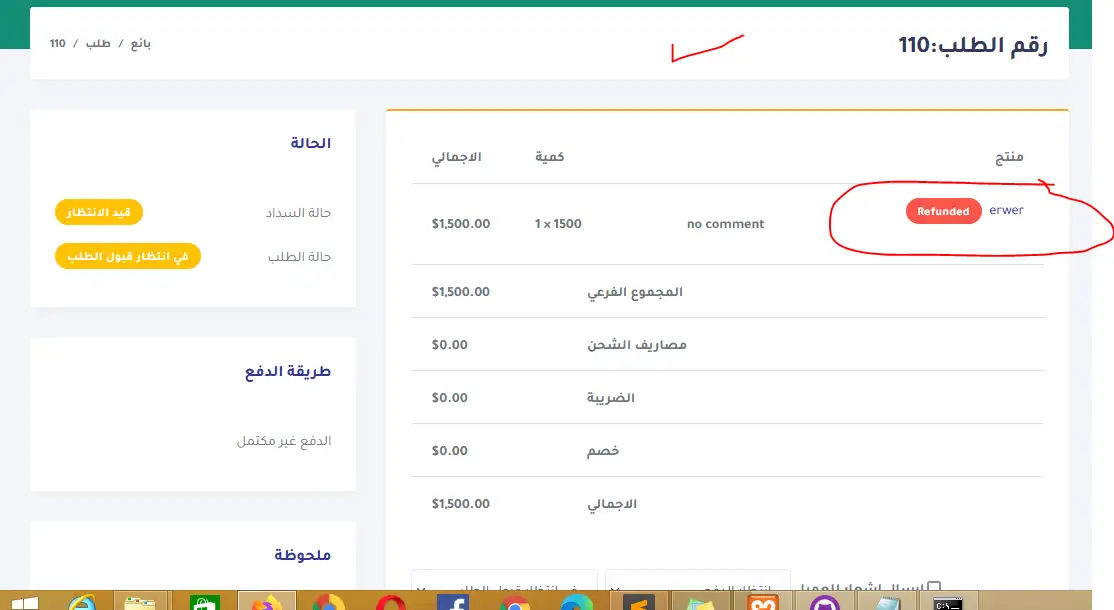 رقم الطلب:110
بائع / طلب / 110
منتج كمية الاجمالي
erwer Refunded no comment 1 x 1500 $1,500.00
المجموع الفرعي $1,500.00
مصاريف الشحن $0.00
الضريبة $0.00
خصم $0.00
الاجمالي $1,500.00
الحالة
حالة السداد قيد الانتظار
حالة الطلب في انتظار قبول الطلب
طريقة الدفع
الدفع غير مكتمل
ملحوظة